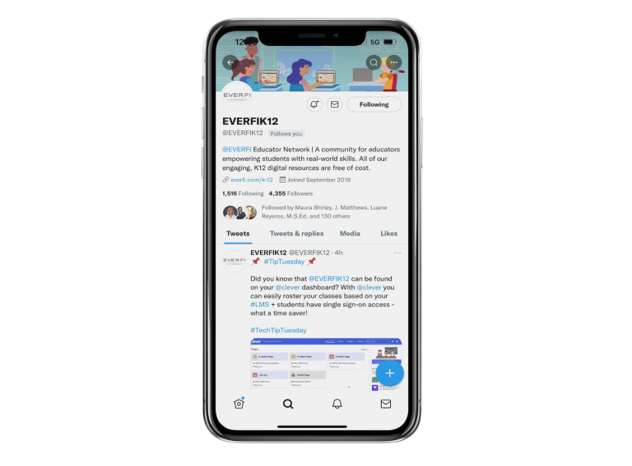 12
5G
EVERFI
Following
EVERFIK12
@EVERFIK12 Follows you
@EVERFI Educator Network | A community for educators
empowering students with real-world skills. All of our
engaging, K12 digital resources are free of cost.
everfi.com/k-12 Joined September 2018
1,516 Following 4,355 Followers
Followed by Maura Shirley, J. Matthews, Luane
Reyeros, M.S.Ed, and 130 others
Tweets Tweets & replies Media Likes
EVERFIK12 @EVERFIK12 · 4h
EVERFI
#TipTuesday
Did you know that @EVERFIK12 can be found
on your @clever dashboard? With @clever you
can easily roster your classes based on your
#LMS + students have single sign-on access -
what a time saver!
#TechTipTuesday